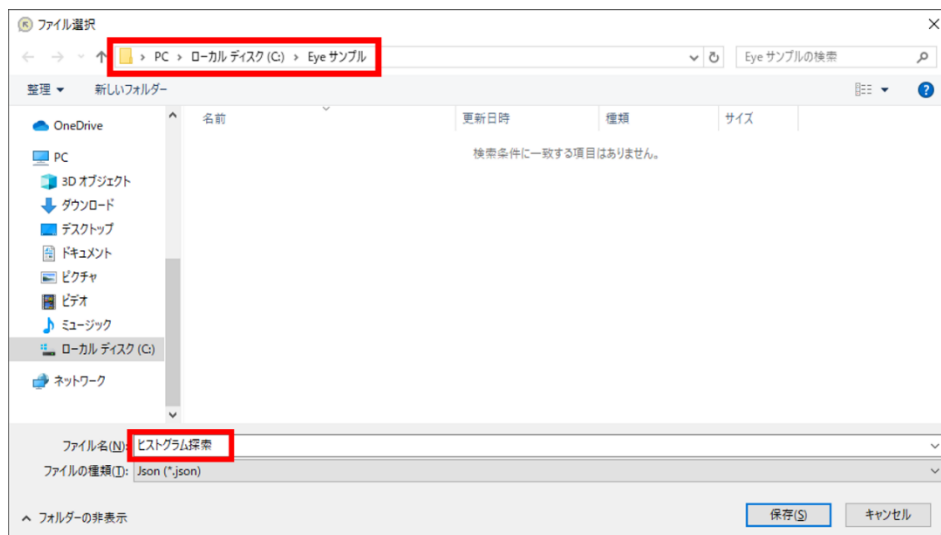 ファイル選択
PC › ローカル ディスク (C:) › Eye サンプル
Eye サンプルの検索
整理
新しいフォルダー
名前
更新日時
種類
サイズ
検索条件に一致する項目はありません。
OneDrive
PC
3D オブジェクト
ダウンロード
デスクトップ
ドキュメント
ピクチャ
ビデオ
ミュージック
ローカル ディスク (C:)
ネットワーク
ファイル名(N): ヒストグラム探索
ファイルの種類(T): Json (*.json)
フォルダーの非表示
保存(S)
キャンセル